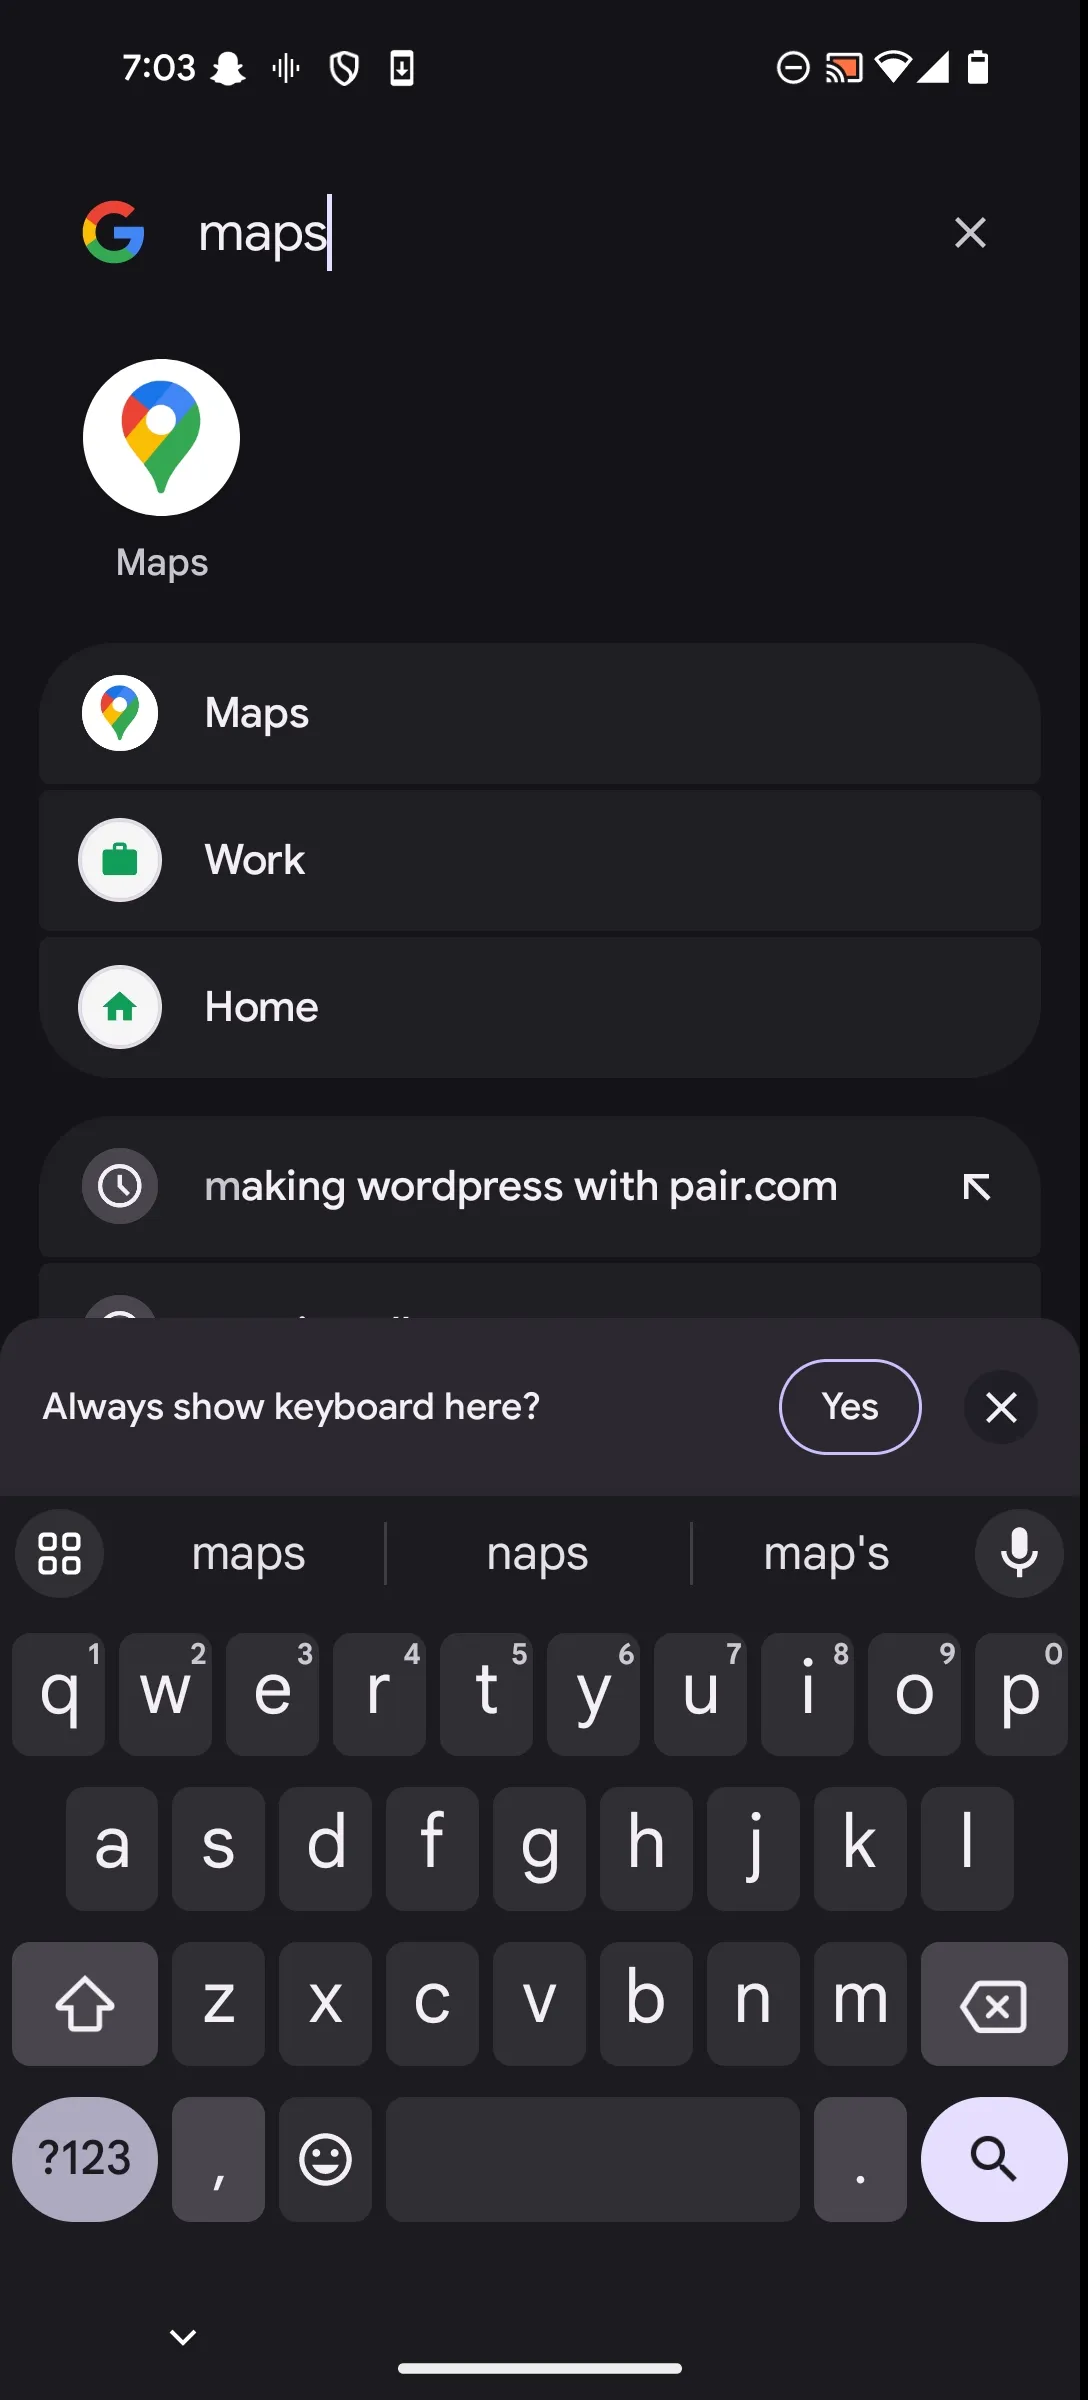 7:03
maps
Maps
Maps
Work
Home
making wordpress with pair.com
Always show keyboard here? Yes
maps naps map's
q 1 w 2 e 3 r 4 t 5 y 6 u 7 i 8 o 9 p 0
a s d f g h j k l
z x c v b n m
?123 , .